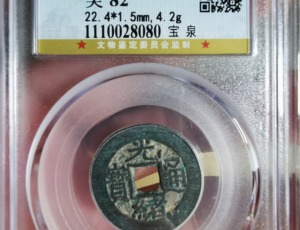 美 82
22.4*1.5mm,4.2g
1110028080 宝泉
★文物鉴定委员会监制★
光
寶 通
緒